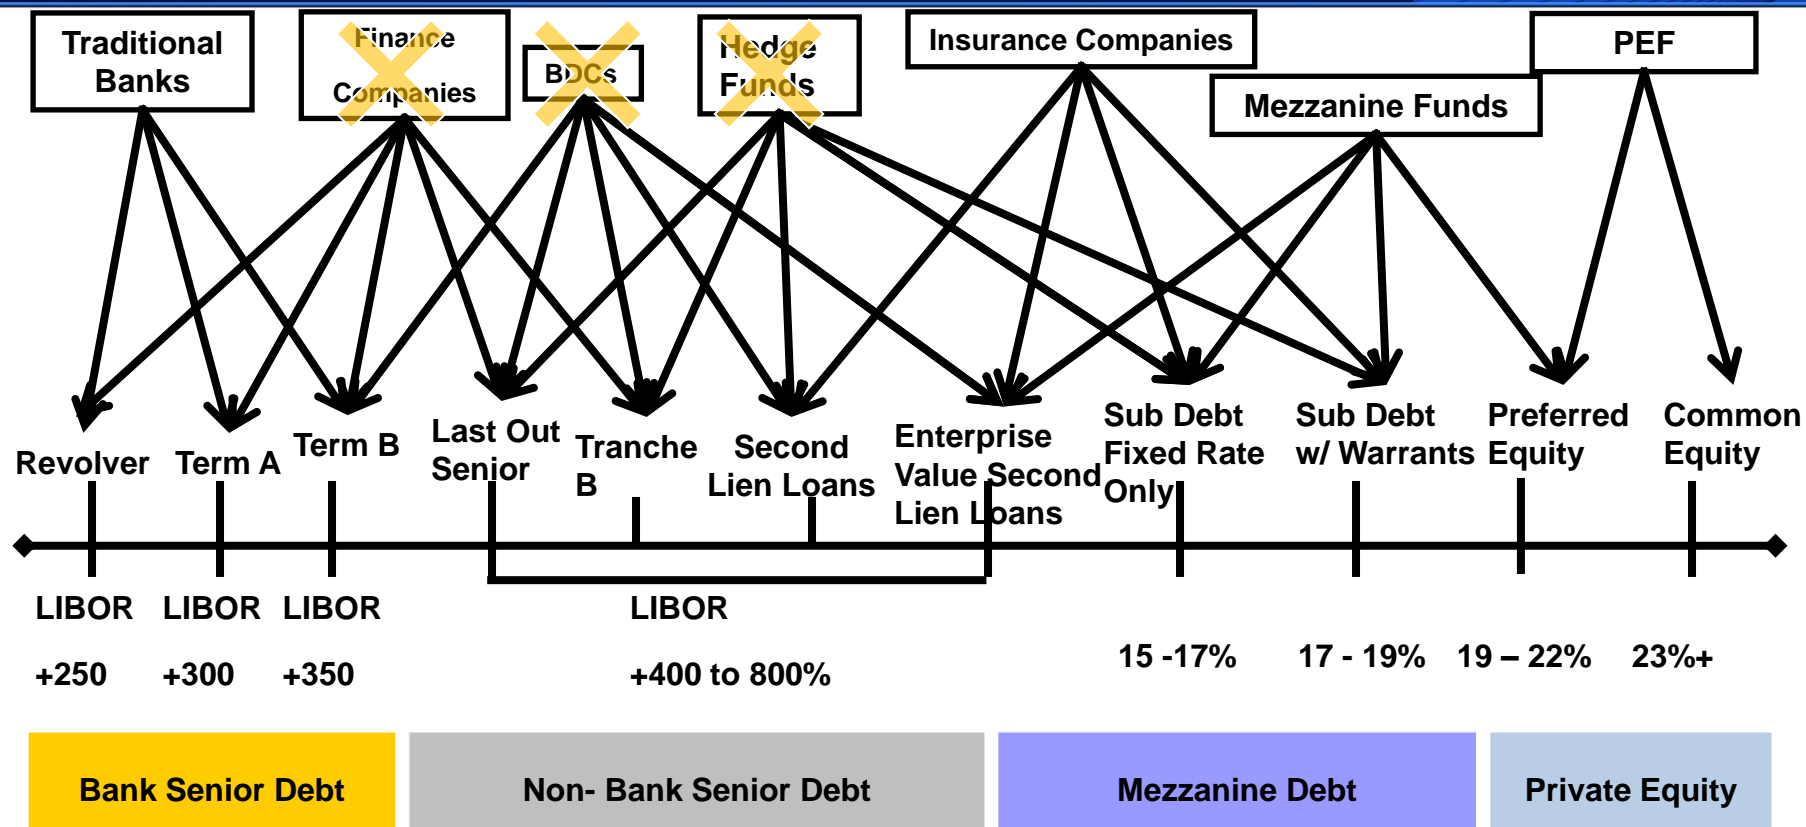 Traditional
Banks
Finance
Companies
BDCs
Hedge
Funds
Insurance Companies
Mezzanine Funds
PEF
Revolver
Term A
Term B
Last Out
Senior
Tranche
B
Second
Lien Loans
Enterprise
Value Second
Lien Loans
Sub Debt
Fixed Rate
Only
Sub Debt
w/ Warrants
Preferred
Equity
Common
Equity
LIBOR
+250
LIBOR
+300
LIBOR
+350
LIBOR
+400 to 800%
15 -17%
17 - 19%
19 – 22%
23%+
Bank Senior Debt
Non- Bank Senior Debt
Mezzanine Debt
Private Equity